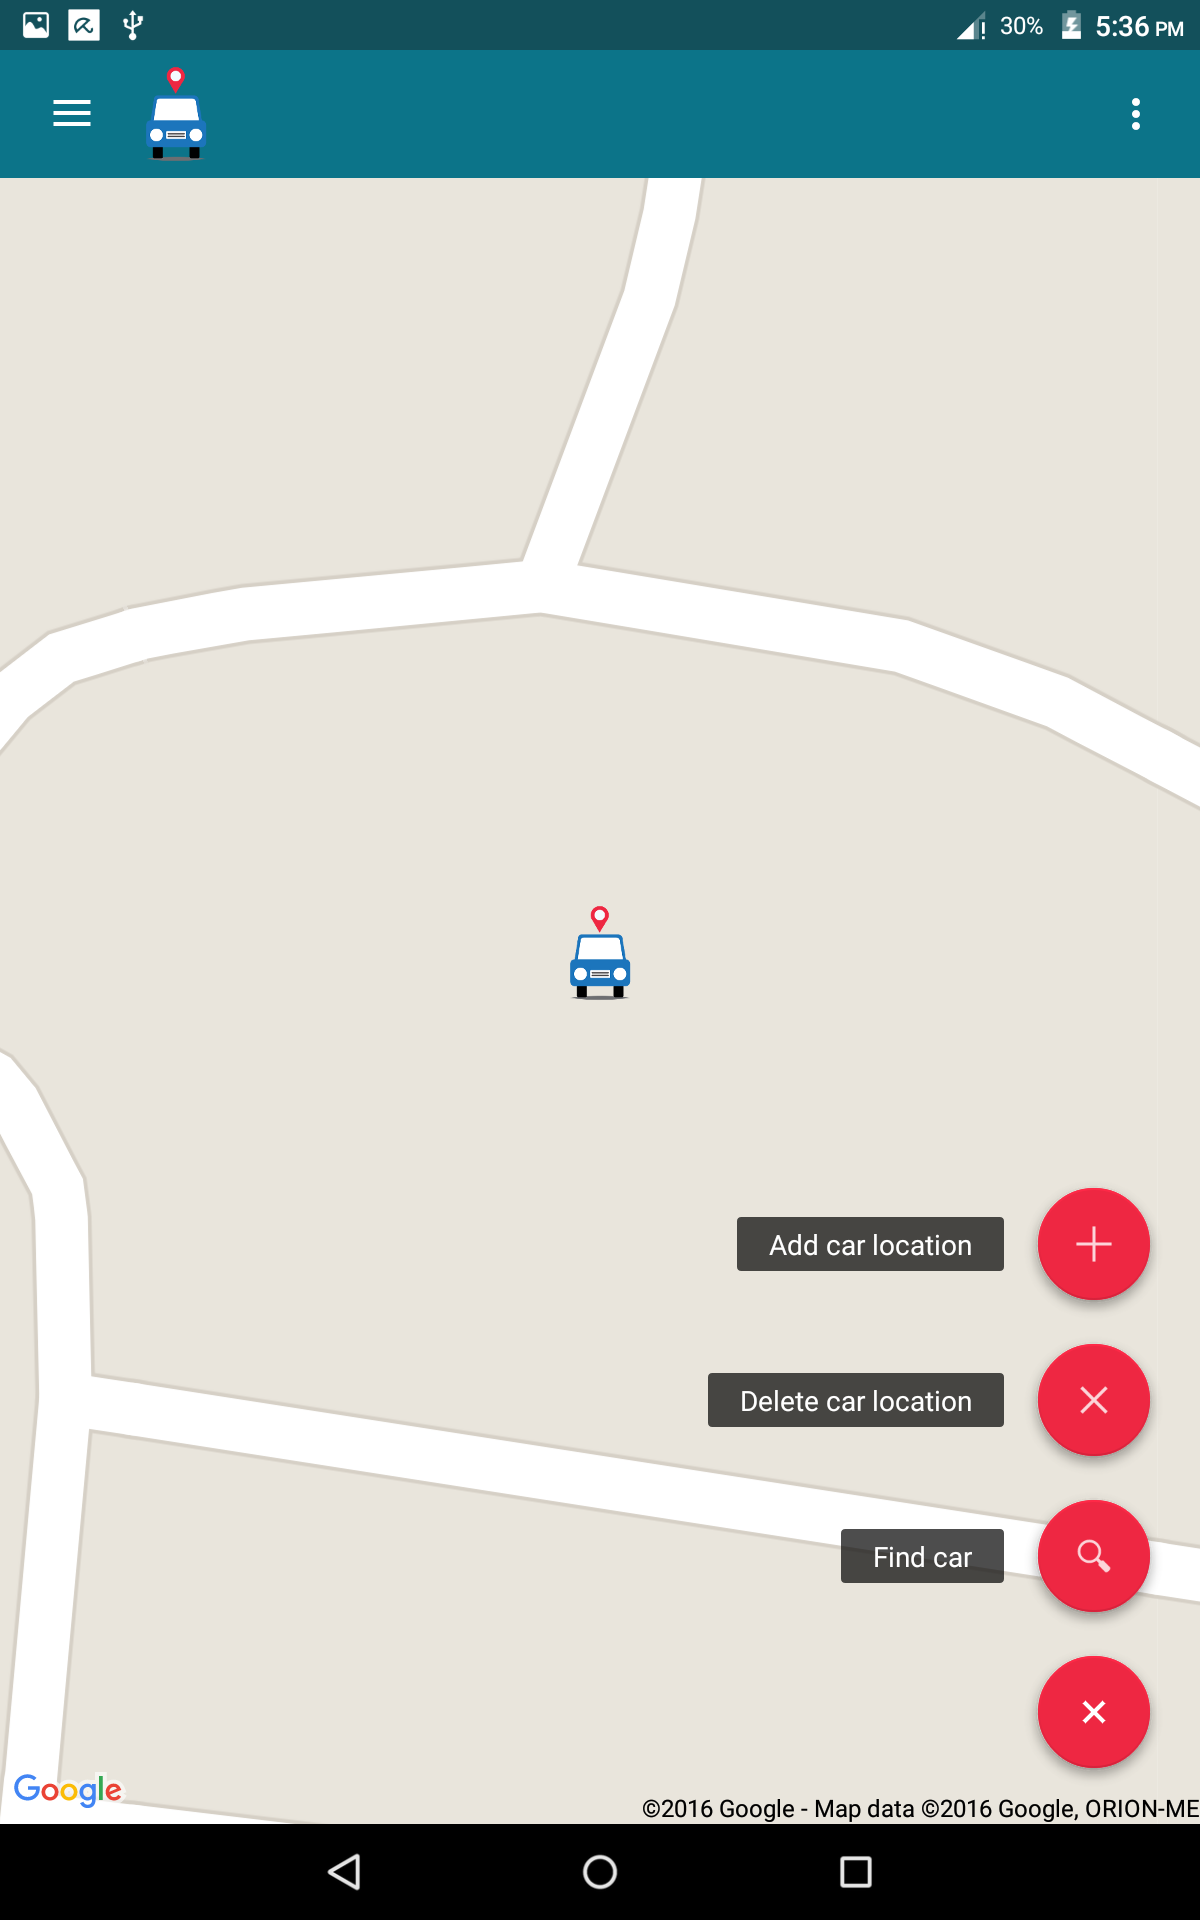 30% 5:36 PM
Add car location
Delete car location
Find car
Google
©2016 Google - Map data ©2016 Google, ORION-ME